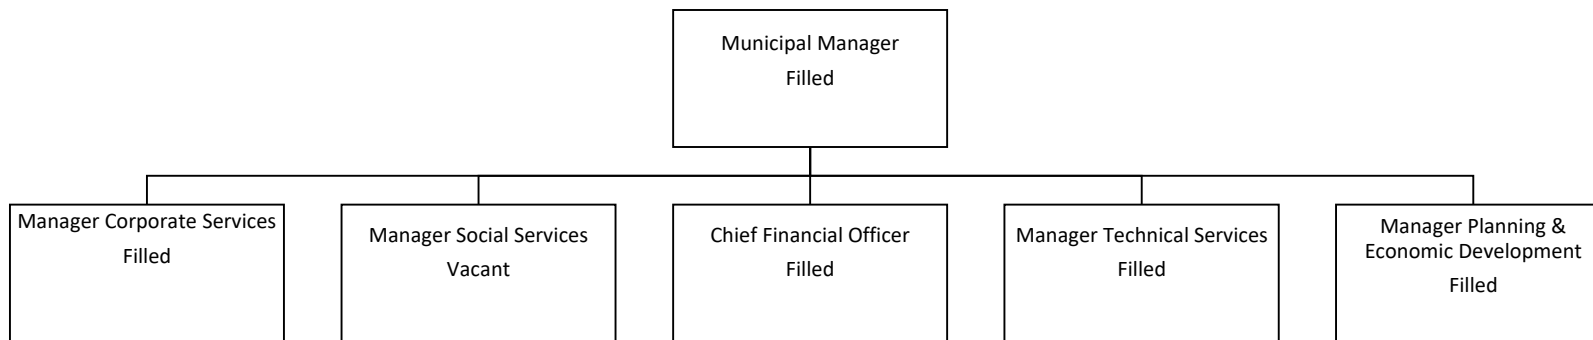 Municipal Manager
Filled
Manager Corporate Services
Filled
Manager Social Services
Vacant
Chief Financial Officer
Filled
Manager Technical Services
Filled
Manager Planning &
Economic Development
Filled